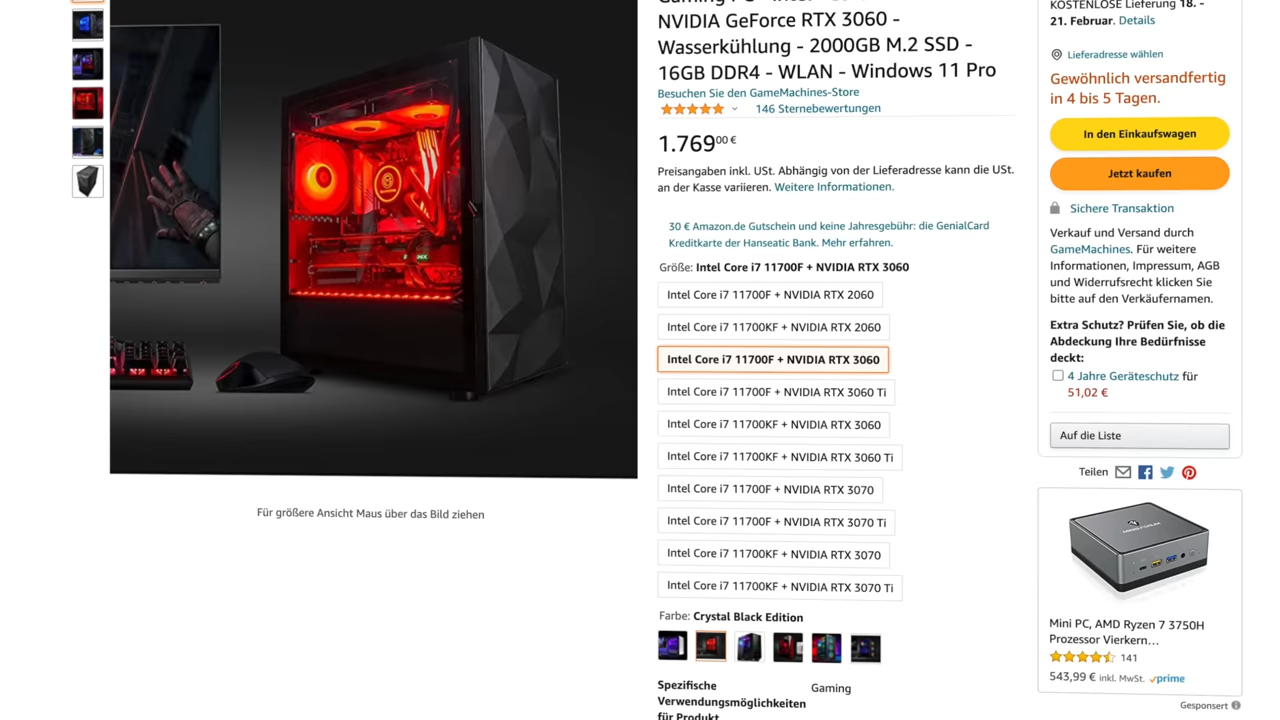 NVIDIA GeForce RTX 3060 -
Wasserkühlung - 2000GB M.2 SSD -
16GB DDR4 - WLAN - Windows 11 Pro
Besuchen Sie den GameMachines-Store
146 Sternebewertungen
1.769⁰⁰ €
Preisangaben inkl. USt. Abhängig von der Lieferadresse kann die USt.
an der Kasse variieren. Weitere Informationen.
30 € Amazon.de Gutschein und keine Jahresgebühr: die GenialCard
Kreditkarte der Hanseatic Bank. Mehr erfahren.
Größe: Intel Core i7 11700F + NVIDIA RTX 3060
Intel Core i7 11700F + NVIDIA RTX 2060
Intel Core i7 11700KF + NVIDIA RTX 2060
Intel Core i7 11700F + NVIDIA RTX 3060
Intel Core i7 11700F + NVIDIA RTX 3060 Ti
Intel Core i7 11700KF + NVIDIA RTX 3060
Intel Core i7 11700KF + NVIDIA RTX 3060 Ti
Intel Core i7 11700F + NVIDIA RTX 3070
Intel Core i7 11700F + NVIDIA RTX 3070 Ti
Intel Core i7 11700KF + NVIDIA RTX 3070
Intel Core i7 11700KF + NVIDIA RTX 3070 Ti
Farbe: Crystal Black Edition
Spezifische
Verwendungsmöglichkeiten
für Produkt
Gaming
Für größere Ansicht Maus über das Bild ziehen
KOSTENLOSE Lieferung 18. -
21. Februar. Details
Lieferadresse wählen
Gewöhnlich versandfertig
in 4 bis 5 Tagen.
In den Einkaufswagen
Jetzt kaufen
Sichere Transaktion
Verkauf und Versand durch
GameMachines. Für weitere
Informationen, Impressum, AGB
und Widerrufsrecht klicken Sie
bitte auf den Verkäufernamen.
Extra Schutz? Prüfen Sie, ob die
Abdeckung Ihre Bedürfnisse
deckt:
4 Jahre Geräteschutz für
51,02 €
Auf die Liste
Teilen
Mini PC, AMD Ryzen 7 3750H
Prozessor Vierkern…
141
543,99 € inkl. MwSt. prime
Gesponsert